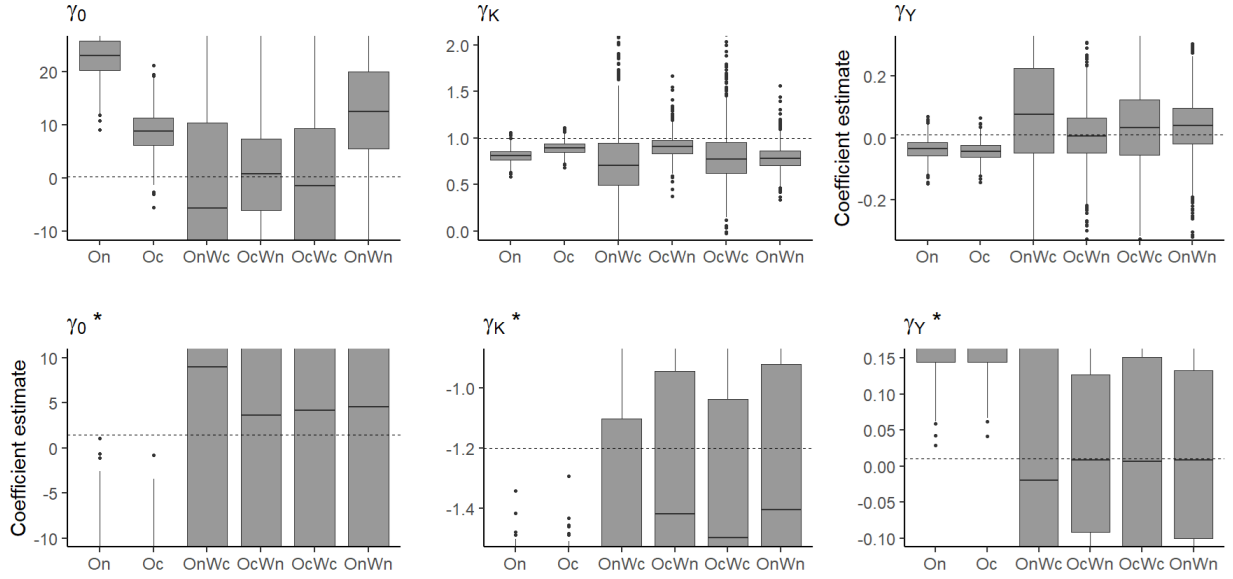 γ0
γK
γY
20
10
0
-10
On
Oc
OnWc
OcWn
OcWc
OnWn
2.0
1.5
1.0
0.5
0.0
On
Oc
OnWc
OcWn
OcWc
OnWn
Coefficient estimate
0.2
0.0
-0.2
On
Oc
OnWc
OcWn
OcWc
OnWn
γ0 *
γK *
γY *
Coefficient estimate
10
5
0
-5
-10
On
Oc
OnWc
OcWn
OcWc
OnWn
-1.0
-1.2
-1.4
On
Oc
OnWc
OcWn
OcWc
OnWn
0.15
0.10
0.05
0.00
-0.05
-0.10
On
Oc
OnWc
OcWn
OcWc
OnWn